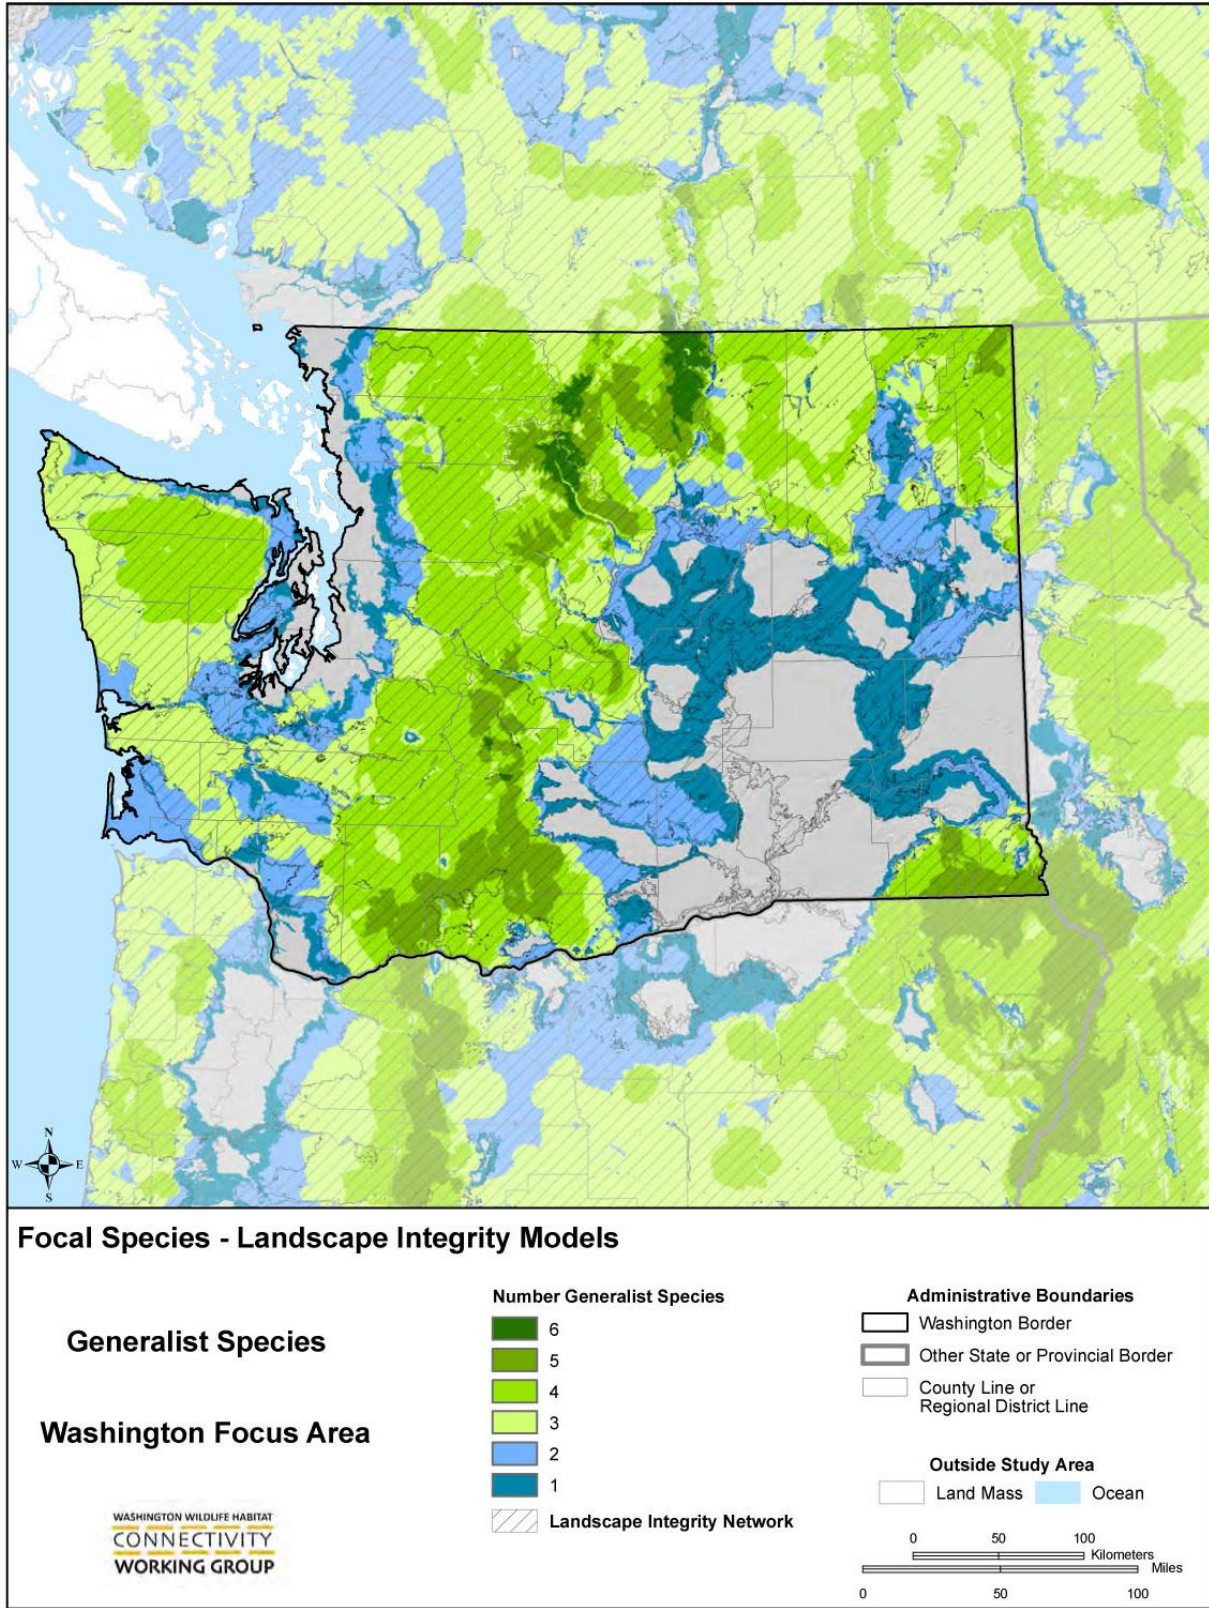 N
W E
S
Focal Species - Landscape Integrity Models
Generalist Species
Washington Focus Area
WASHINGTON WILDLIFE HABITAT
CONNECTIVITY
WORKING GROUP
Number Generalist Species
6
5
4
3
2
1
Landscape Integrity Network
Administrative Boundaries
Washington Border
Other State or Provincial Border
County Line or
Regional District Line
Outside Study Area
Land Mass Ocean
0 50 100
Kilometers
Miles
0 50 100